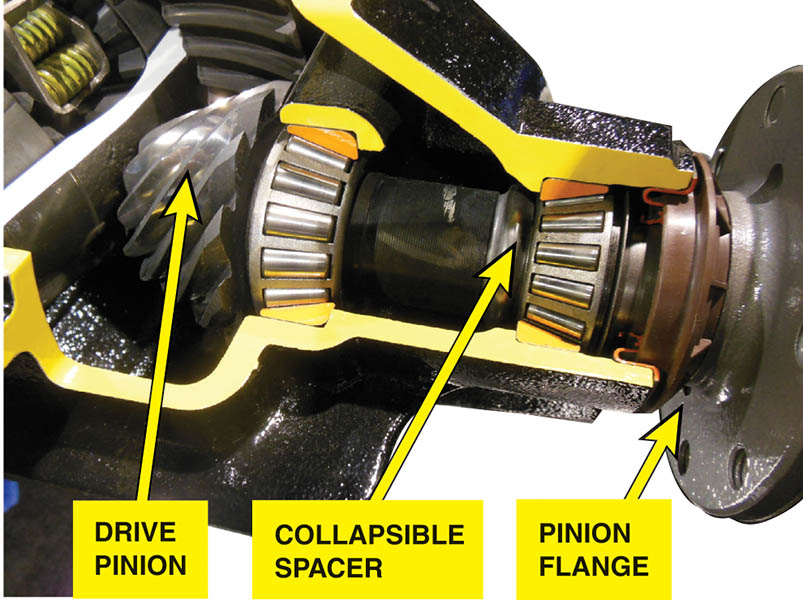 DRIVE
PINION
COLLAPSIBLE
SPACER
PINION
FLANGE